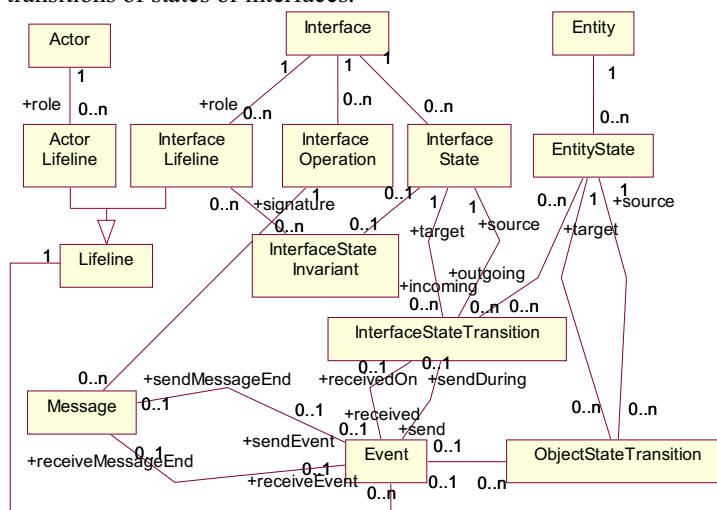 transitions of states of interfaces.
Actor
Interface
Entity
1
1
1
1
1
+role
0..n
+role
0..n
0..n
0..n
0..n
Actor
Lifeline
Interface
Lifeline
Interface
Operation
Interface
State
EntityState
0..n
+signature
1
0..1
1
1
+source
0..n
1
1
+source
0..n
0..1
+target
+target
1
Lifeline
InterfaceState
Invariant
+incoming
+outgoing
0..n
0..n
0..n
InterfaceStateTransition
0..1
0..1
+receivedOn
+sendDuring
0..n
+sendMessageEnd
Message
0..1
0..1
+received
0..n
0..n
0..1
+send
+sendEvent
0..1
+receiveMessageEnd
Event
0..1
ObjectStateTransition
0..1
+receiveEvent
0..1
0..n
0..n